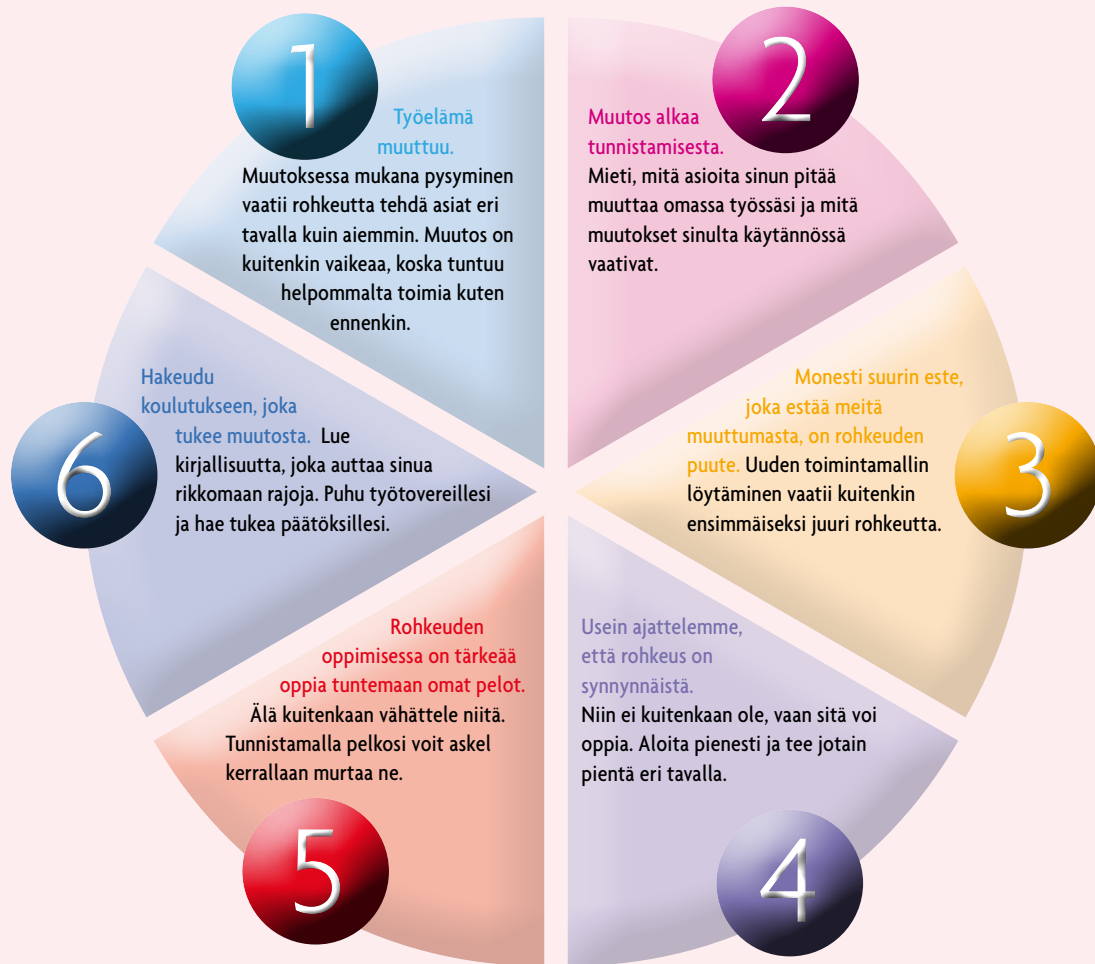 1
Työelämä
muuttuu.
Muutoksessa mukana pysyminen
vaatii rohkeutta tehdä asiat eri
tavalla kuin aiemmin. Muutos on
kuitenkin vaikeaa, koska tuntuu
helpommalta toimia kuten
ennenkin.
2
Muutos alkaa
tunnistamisesta.
Mieti, mitä asioita sinun pitää
muuttaa omassa työssäsi ja mitä
muutokset sinulta käytännössä
vaativat.
3
Monesti suurin este,
joka estää meitä
muuttumasta, on rohkeuden
puute. Uuden toimintamallin
löytäminen vaatii kuitenkin
ensimmäiseksi juuri rohkeutta.
4
Usein ajattelemme,
että rohkeus on
synnynnäistä.
Niin ei kuitenkaan ole, vaan sitä voi
oppia. Aloita pienesti ja tee jotain
pientä eri tavalla.
5
Rohkeuden
oppimisessa on tärkeää
oppia tuntemaan omat pelot.
Älä kuitenkaan vähättele niitä.
Tunnistamalla pelkosi voit askel
kerrallaan murtaa ne.
6
Hakeudu
koulutukseen, joka
tukee muutosta. Lue
kirjallisuutta, joka auttaa sinua
rikkomaan rajoja. Puhu työtovereillesi
ja hae tukea päätöksillesi.